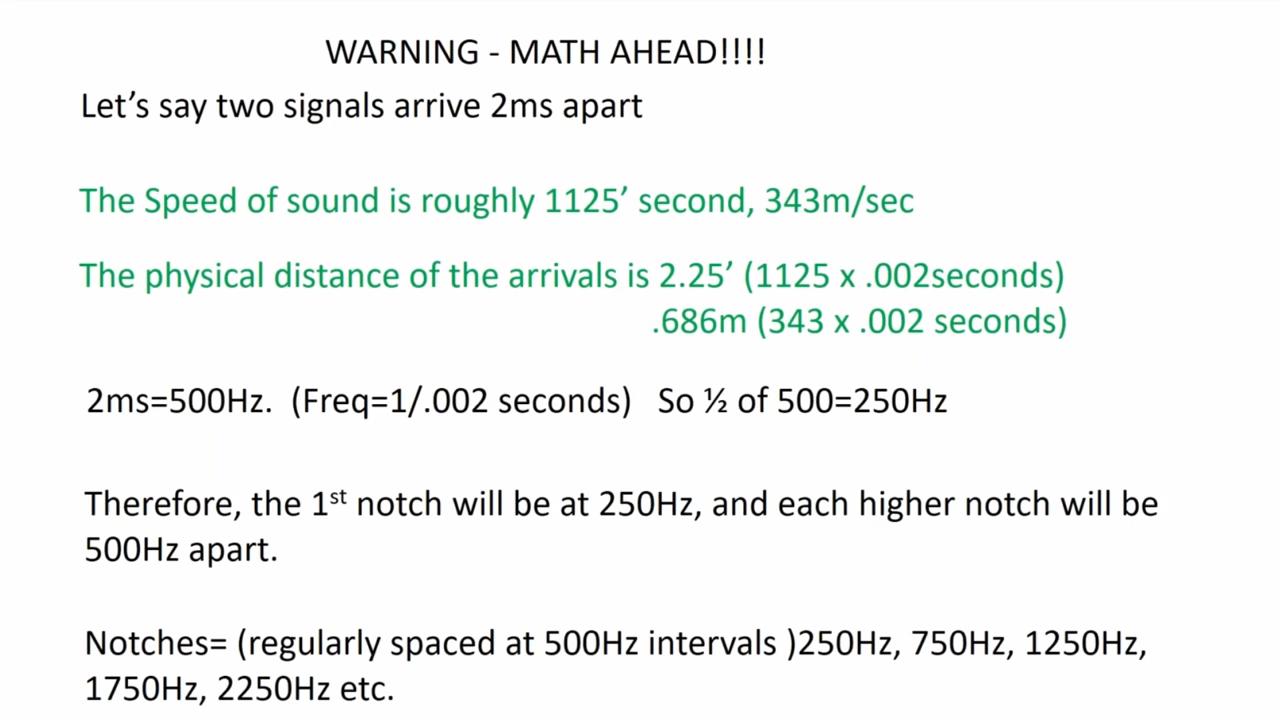 WARNING - MATH AHEAD!!!!
Let’s say two signals arrive 2ms apart
The Speed of sound is roughly 1125’ second, 343m/sec
The physical distance of the arrivals is 2.25’ (1125 x .002seconds)
.686m (343 x .002 seconds)
2ms=500Hz. (Freq=1/.002 seconds) So ½ of 500=250Hz
Therefore, the 1st notch will be at 250Hz, and each higher notch will be
500Hz apart.
Notches= (regularly spaced at 500Hz intervals )250Hz, 750Hz, 1250Hz,
1750Hz, 2250Hz etc.